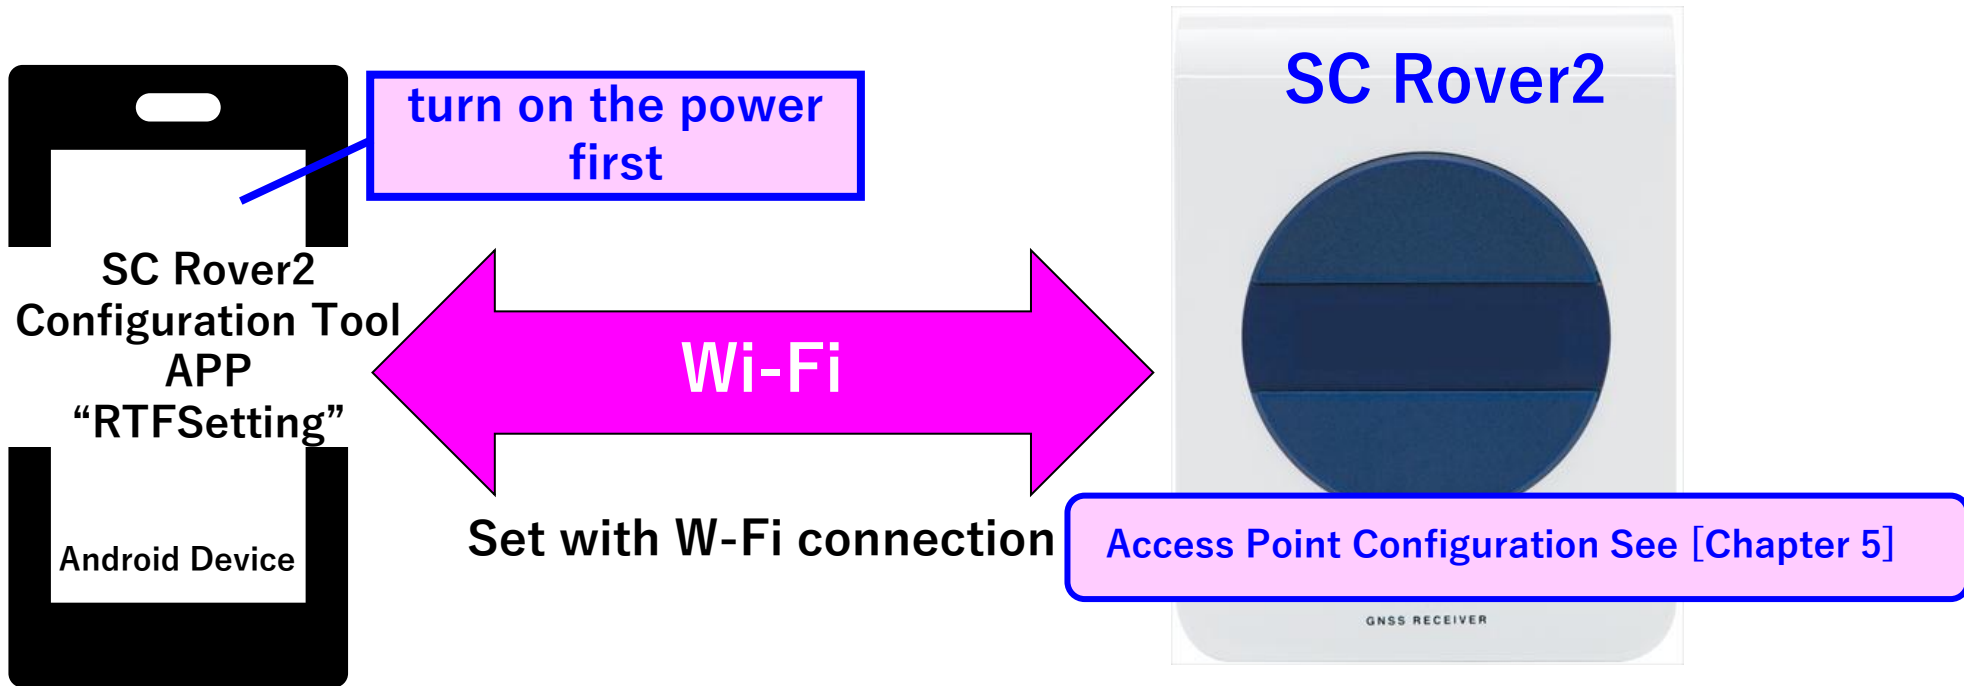 turn on the power
first
SC Rover2
SC Rover2
Configuration Tool
APP
“RTFSetting”
Wi-Fi
Android Device
Set with W-Fi connection
Access Point Configuration See [Chapter 5]
GNSS RECEIVER